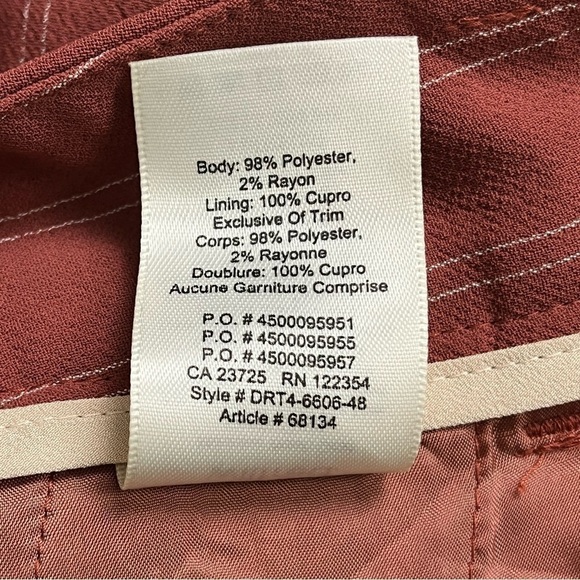 Body: 98% Polyester,
2% Rayon
Lining: 100% Cupro
Exclusive Of Trim
Corps: 98% Polyester,
2% Rayonne
Doublure: 100% Cupro
Aucune Garniture Comprise
P.O. # 4500095951
P.O. # 4500095955
P.O. # 4500095957
CA 23725 RN 122354
Style # DRT4-6606-48
Article # 68134